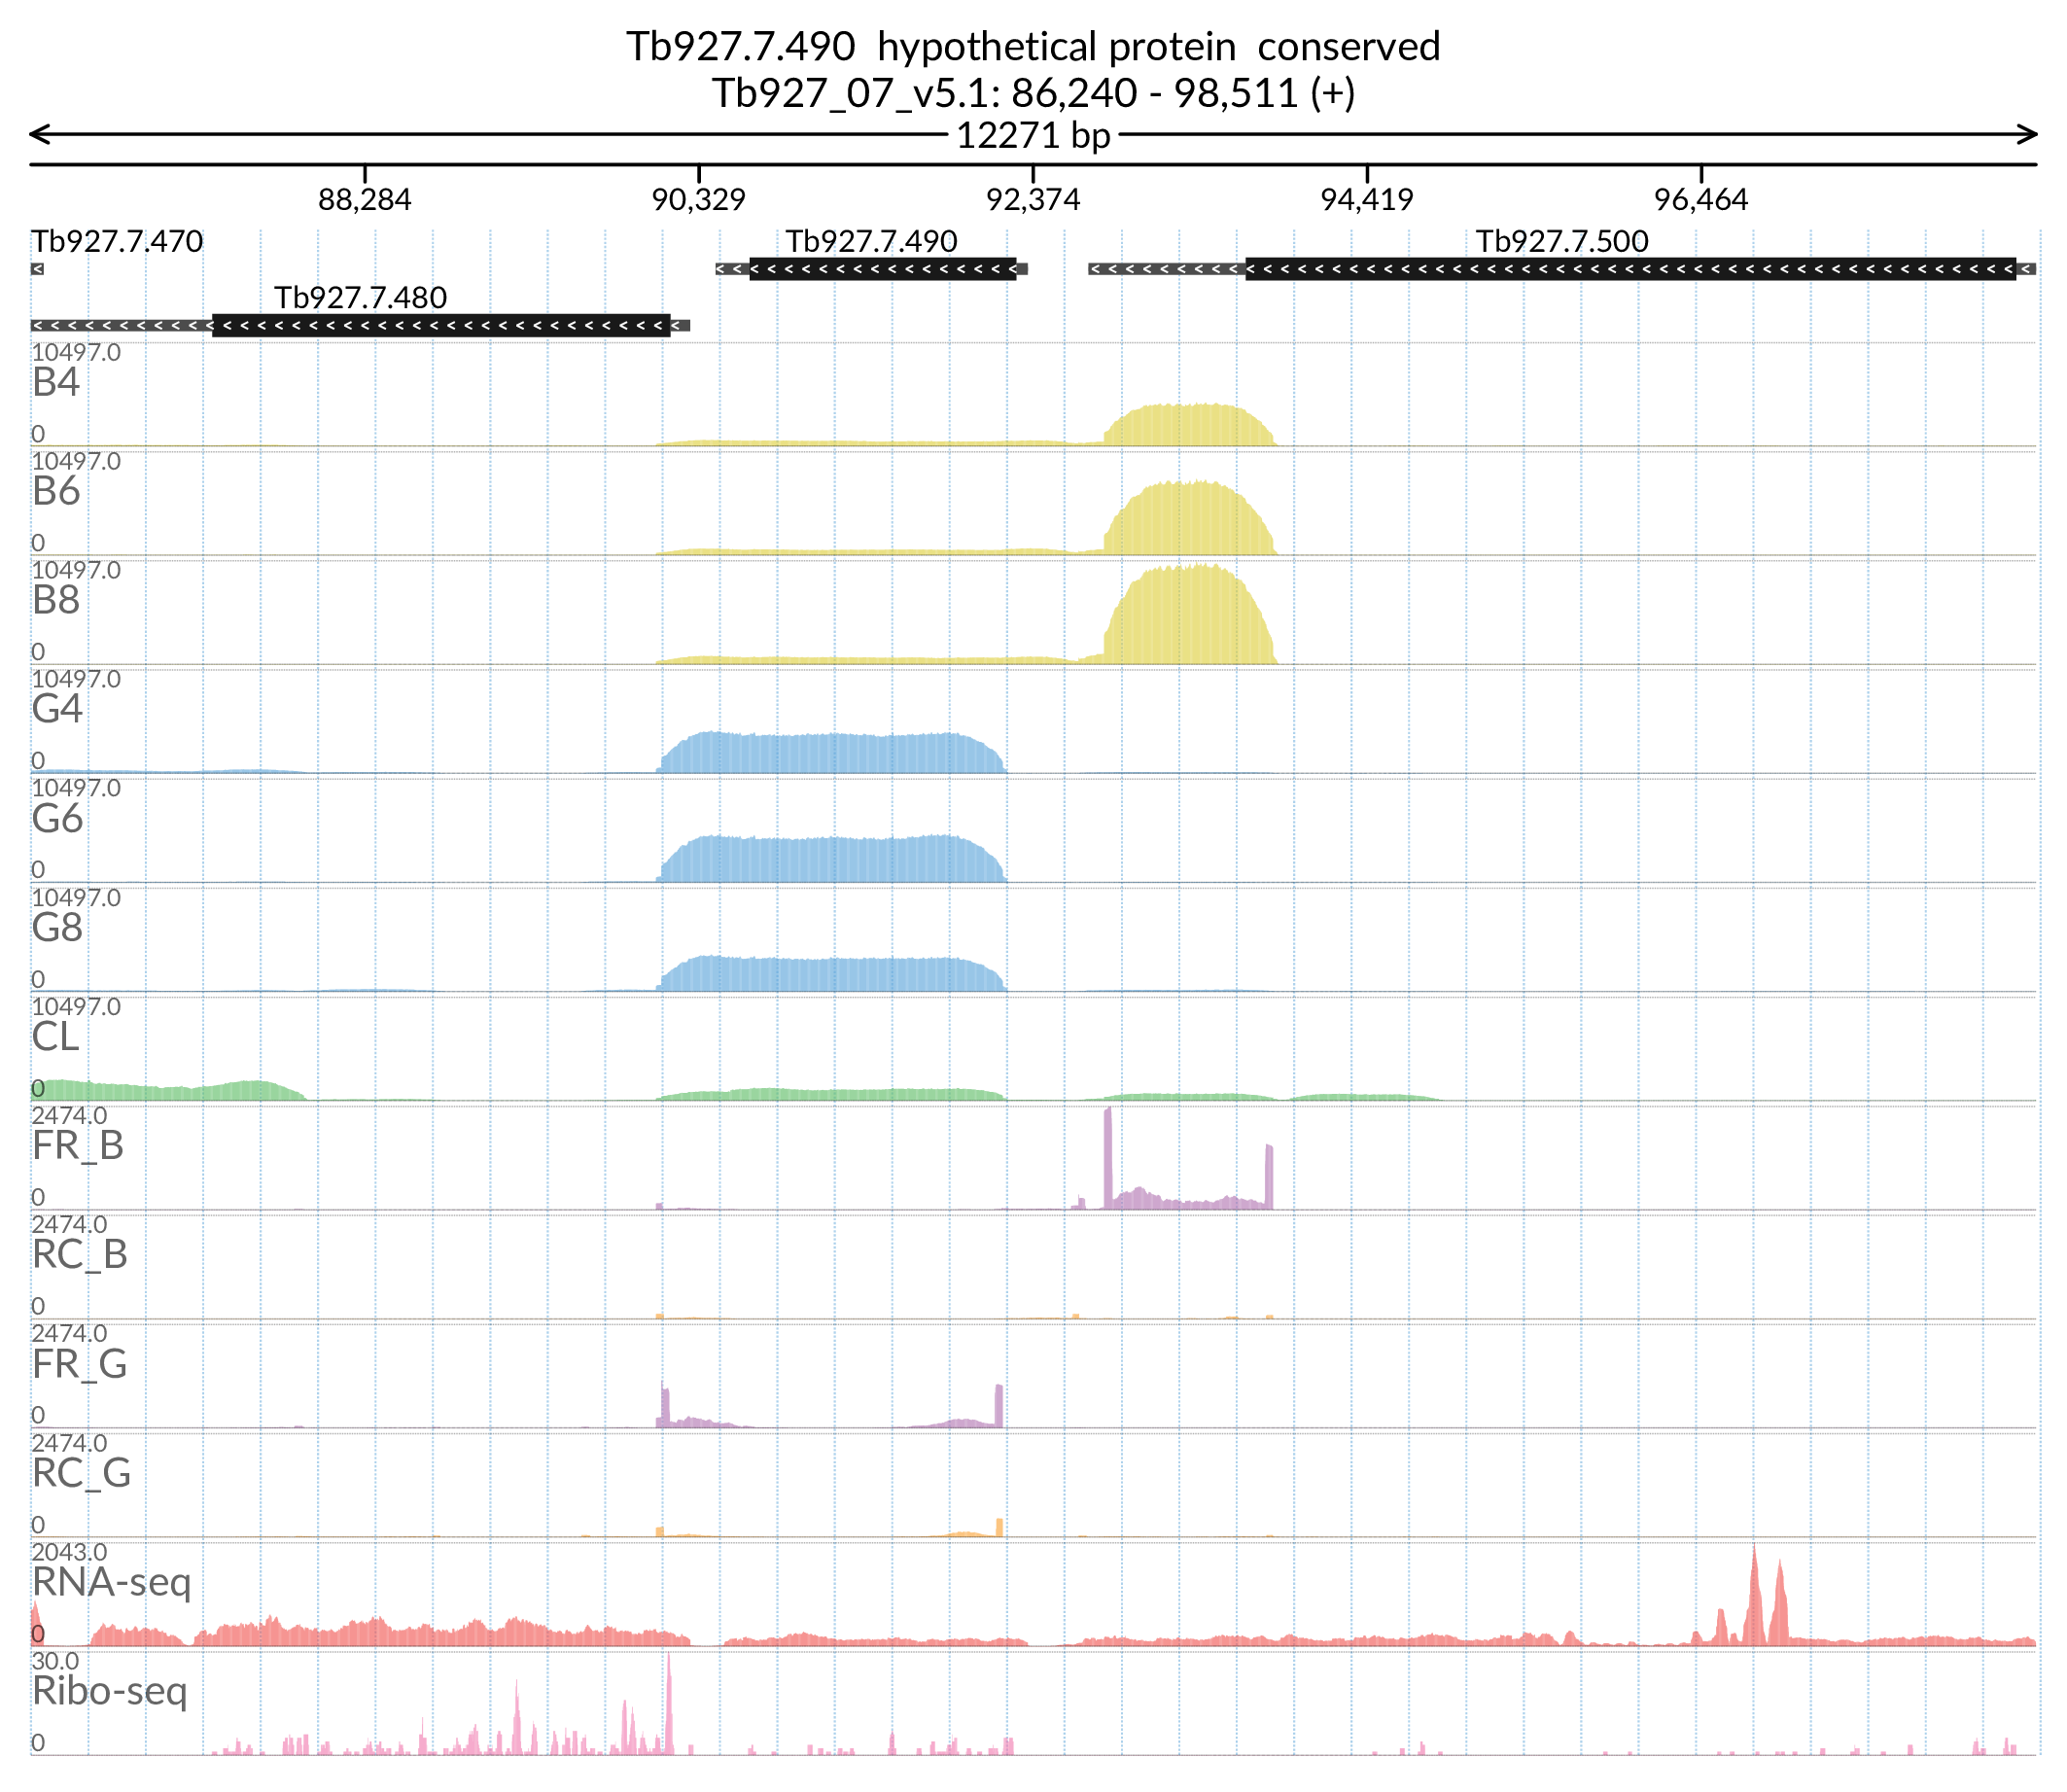 Tb927.7.490 hypothetical protein conserved
Tb927_07_v5.1: 86,240 - 98,511 (+)
12271 bp
88,284 90,329 92,374 94,419 96,464
Tb927.7.470 Tb927.7.490 Tb927.7.500
Tb927.7.480
10497.0
B4
0
10497.0
B6
0
10497.0
B8
0
10497.0
G4
0
10497.0
G6
0
10497.0
G8
0
10497.0
CL
0
2474.0
FR_B
0
2474.0
RC_B
0
2474.0
FR_G
0
2474.0
RC_G
0
2043.0
RNA-seq
0
30.0
Ribo-seq
0